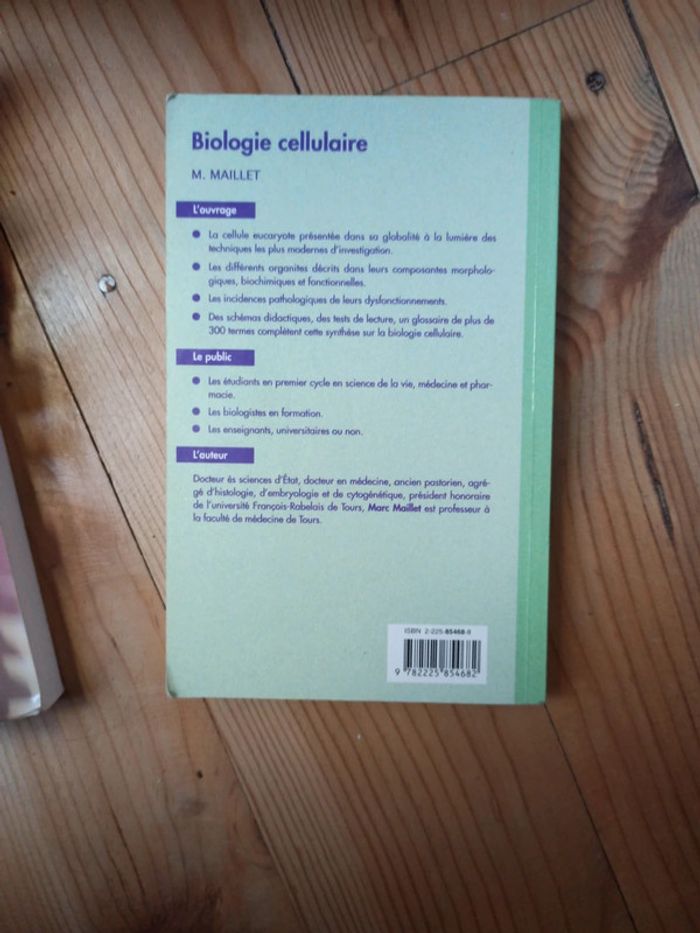 Biologie cellulaire
M. MAILLET
L'ouvrage
La cellule eucaryote présentée dans sa globalité à la lumière des
techniques les plus modernes d'investigation.
Les différents organites décrits dans leurs composantes morpholo-
giques, biochimiques et fonctionnelles.
Les incidences pathologiques de leurs dysfonctionnements.
Des schémas didactiques, des tests de lecture, un glossaire de plus de
300 termes complètent cette synthèse sur la biologie cellulaire.
Le public
Les étudiants en premier cycle en science de la vie, médecine et phar-
macie.
Les biologistes en formation.
Les enseignants, universitaires ou non.
L'auteur
Docteur ès sciences d'État, docteur en médecine, ancien pastorien, agré-
gé d'histologie, d'embryologie et de cytogénétique, président honoraire
de l'université François-Rabelais de Tours, Marc Maillet est professeur à
la faculté de médecine de Tours.
ISBN 2-225-85468-8
9 782225 854682